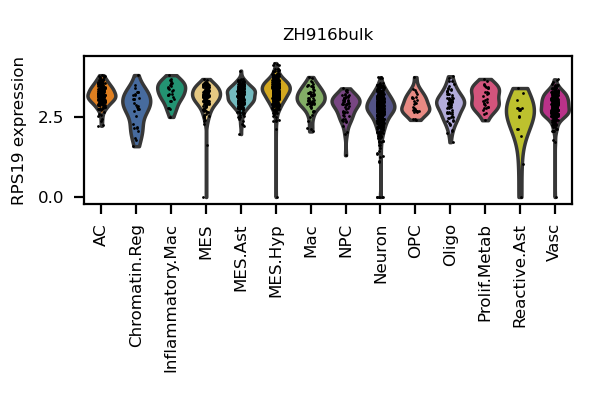 ZH916bulk
RPS19 expression
2.5
0.0
AC
Chromatin.Reg
Inflammatory.Mac
MES
MES.Ast
MES.Hyp
Mac
NPC
Neuron
OPC
Oligo
Prolif.Metab
Reactive.Ast
Vasc